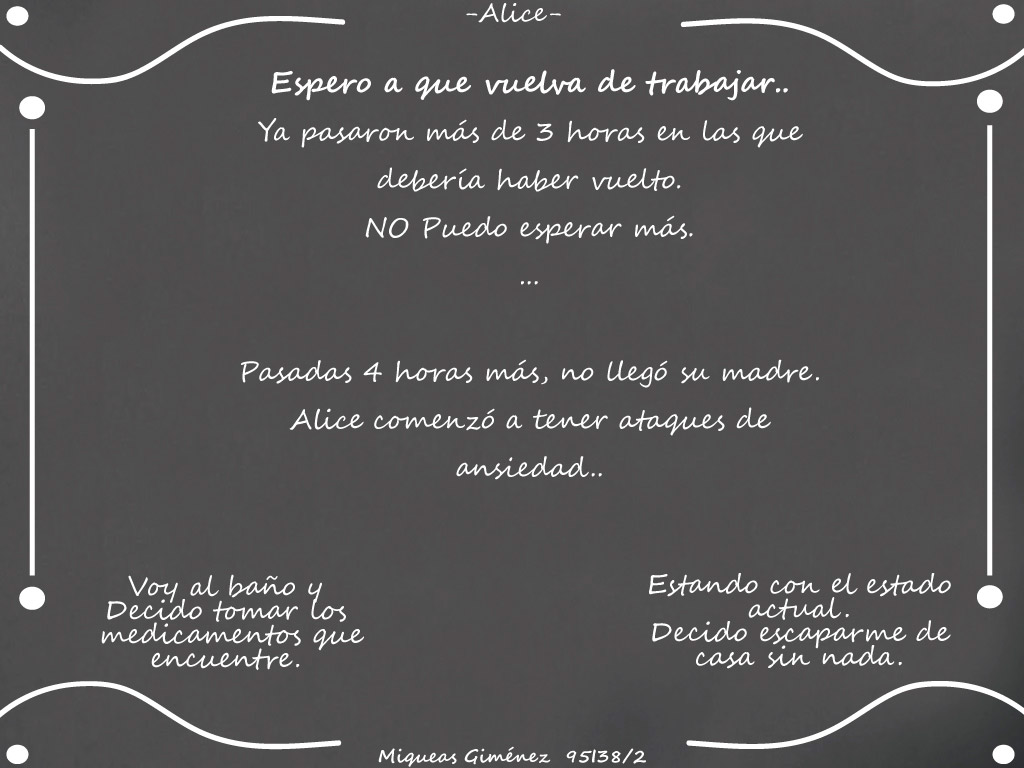 -Alice-
Espero a que vuelva de trabajar..
Ya pasaron más de 3 horas en las que
debería haber vuelto.
NO Puedo esperar más.
...
Pasadas 4 horas más, no llegó su madre.
Alice comenzó a tener ataques de
ansiedad..
Voy al baño y
Decido tomar los
medicamentos que
encuentre.
Estando con el estado
actual.
Decido escaparme de
casa sin nada.
Miqueas Giménez 95138/2